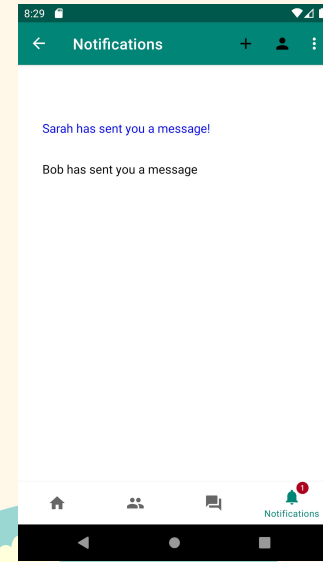 8:29
Notifications
Sarah has sent you a message!
Bob has sent you a message
1
Notifications